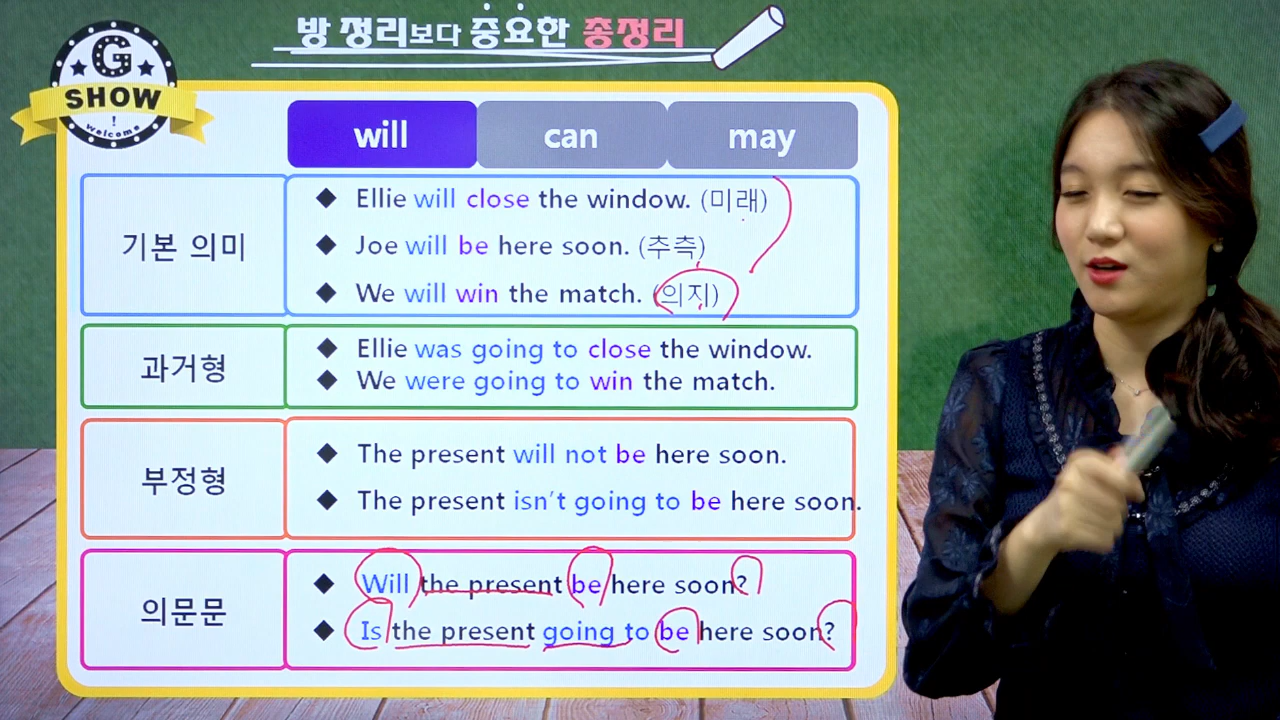 방 정리보다 중요한 총정리
G
SHOW
!
welcome
will can may
기본 의미
◆ Ellie will close the window. (미래)
◆ Joe will be here soon. (추측)
◆ We will win the match. (의지)
과거형
◆ Ellie was going to close the window.
◆ We were going to win the match.
부정형
◆ The present will not be here soon.
◆ The present isn't going to be here soon.
의문문
◆ Will the present be here soon?
◆ Is the present going to be here soon?